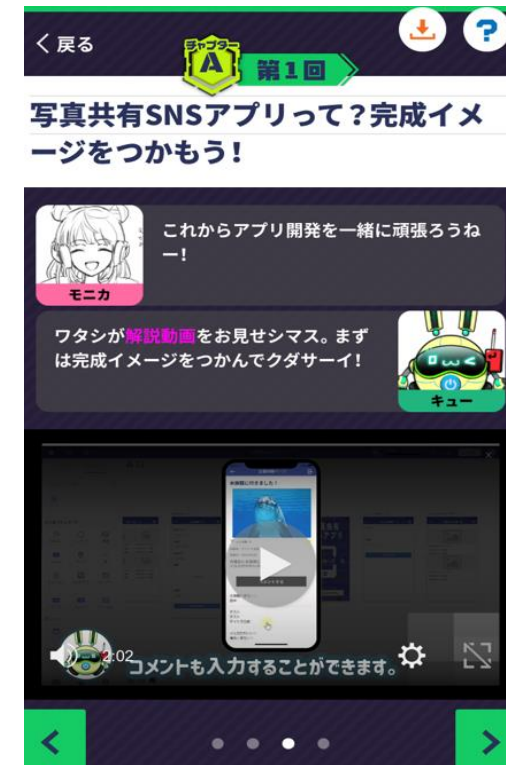 戻る
チャプター
A
第1回
?
写真共有SNSアプリって？完成イメ
ージをつかもう！
これからアプリ開発を一緒に頑張ろうね
ー！
モニカ
ワタシが解説動画をお見せシマス。まず
は完成イメージをつかんでクダサーイ！
キュー
水族館に行きました！
コメントする
2:02
コメントも入力することができます。